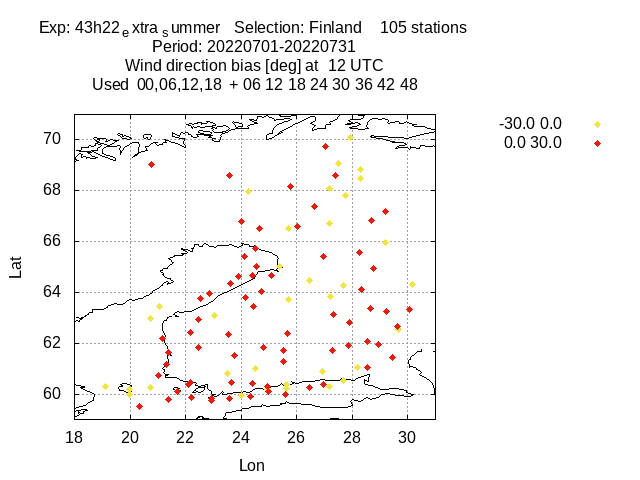 Exp: 43h22 e xtra s ummer Selection: Finland 105 stations
Period: 20220701-20220731
Wind direction bias [deg] at 12 UTC
Used 00,06,12,18 + 06 12 18 24 30 36 42 48
-30.0 0.0
0.0 30.0
70
68
66
64
62
60
Lat
18 20 22 24 26 28 30
Lon